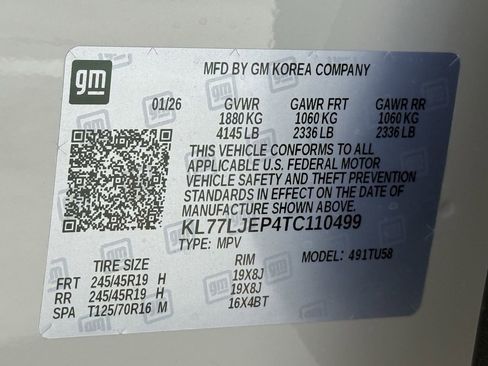 gm
MFD BY GM KOREA COMPANY
01/26 GVWR GAWR FRT GAWR RR
1880 KG 1060 KG 1060 KG
4145 LB 2336 LB 2336 LB
THIS VEHICLE CONFORMS TO ALL
APPLICABLE U.S. FEDERAL MOTOR
VEHICLE SAFETY AND THEFT PREVENTION
STANDARDS IN EFFECT ON THE DATE OF
MANUFACTURE SHOWN ABOVE.
KL77LJEP4TC110499
TYPE: MPV MODEL: 491TU58
TIRE SIZE RIM
FRT 245/45R19 H 19X8J
RR 245/45R19 H 19X8J
SPA T125/70R16 M 16X4BT